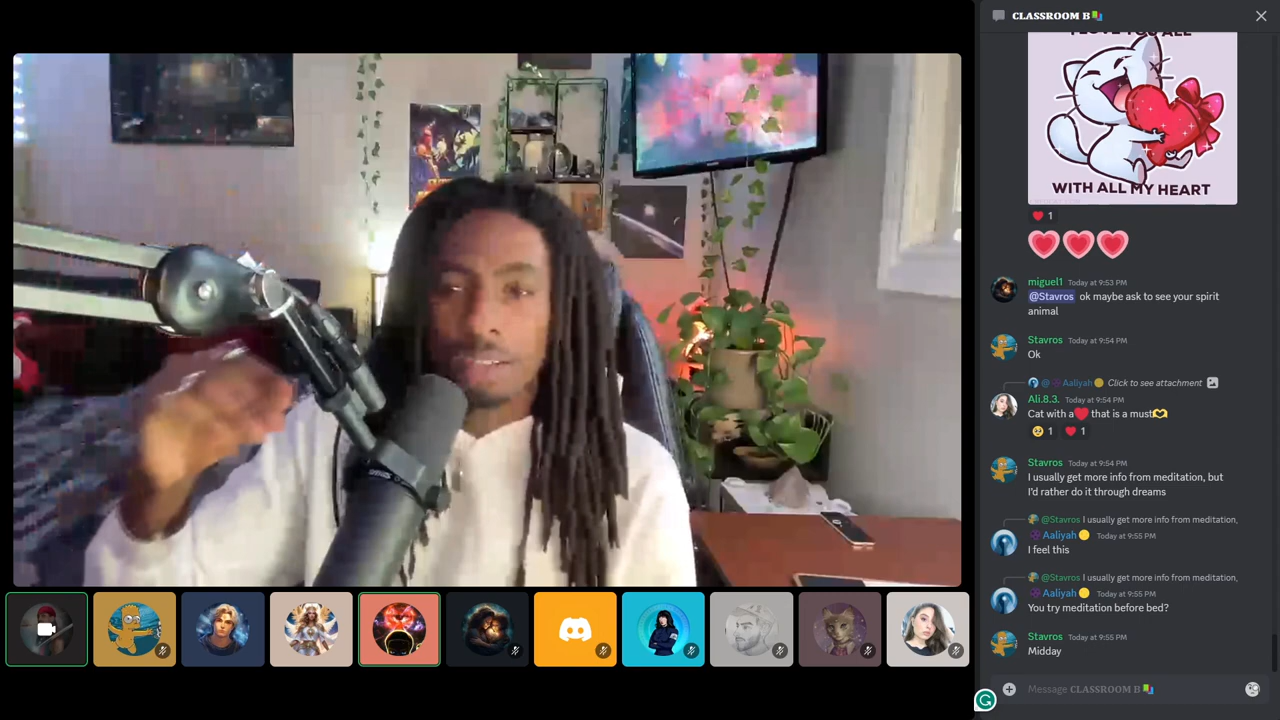 CLASSROOM B
I LOVE YOU ALL
WITH ALL MY HEART
1
miguel1 Today at 9:53 PM
@Stavros ok maybe ask to see your spirit
animal
Stavros Today at 9:54 PM
Ok
@ Aaliyah Click to see attachment
Ali.8.3. Today at 9:54 PM
Cat with a❤️ that is a must🫶
1 1
Stavros Today at 9:54 PM
I usually get more info from meditation, but
I'd rather do it through dreams
@Stavros I usually get more info from meditation,
Aaliyah Today at 9:55 PM
I feel this
@Stavros I usually get more info from meditation,
Aaliyah Today at 9:55 PM
You try meditation before bed?
Stavros Today at 9:55 PM
Midday
Message CLASSROOM B